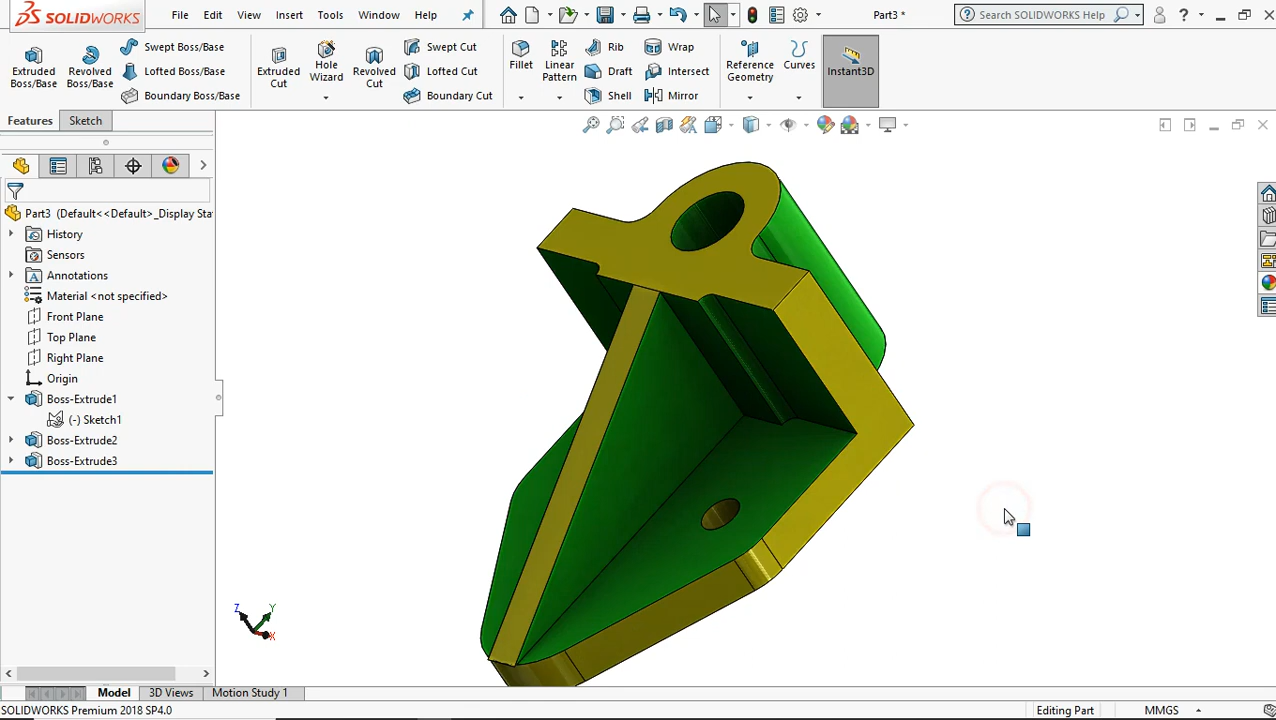 SOLIDWORKS File Edit View Insert Tools Window Help Part3 * Search SOLIDWORKS Help ?
Extruded Boss/Base
Revolved Boss/Base
Swept Boss/Base
Lofted Boss/Base
Boundary Boss/Base
Extruded Cut
Hole Wizard
Revolved Cut
Swept Cut
Lofted Cut
Boundary Cut
Fillet
Linear Pattern
Rib
Draft
Shell
Wrap
Intersect
Mirror
Reference Geometry
Curves
Instant3D
Features Sketch
Part3 (Default<<Default>_Display Sta
History
Sensors
Annotations
Material <not specified>
Front Plane
Top Plane
Right Plane
Origin
Boss-Extrude1
(-) Sketch1
Boss-Extrude2
Boss-Extrude3
Z Y X
Model 3D Views Motion Study 1
SOLIDWORKS Premium 2018 SP4.0 Editing Part MMGS